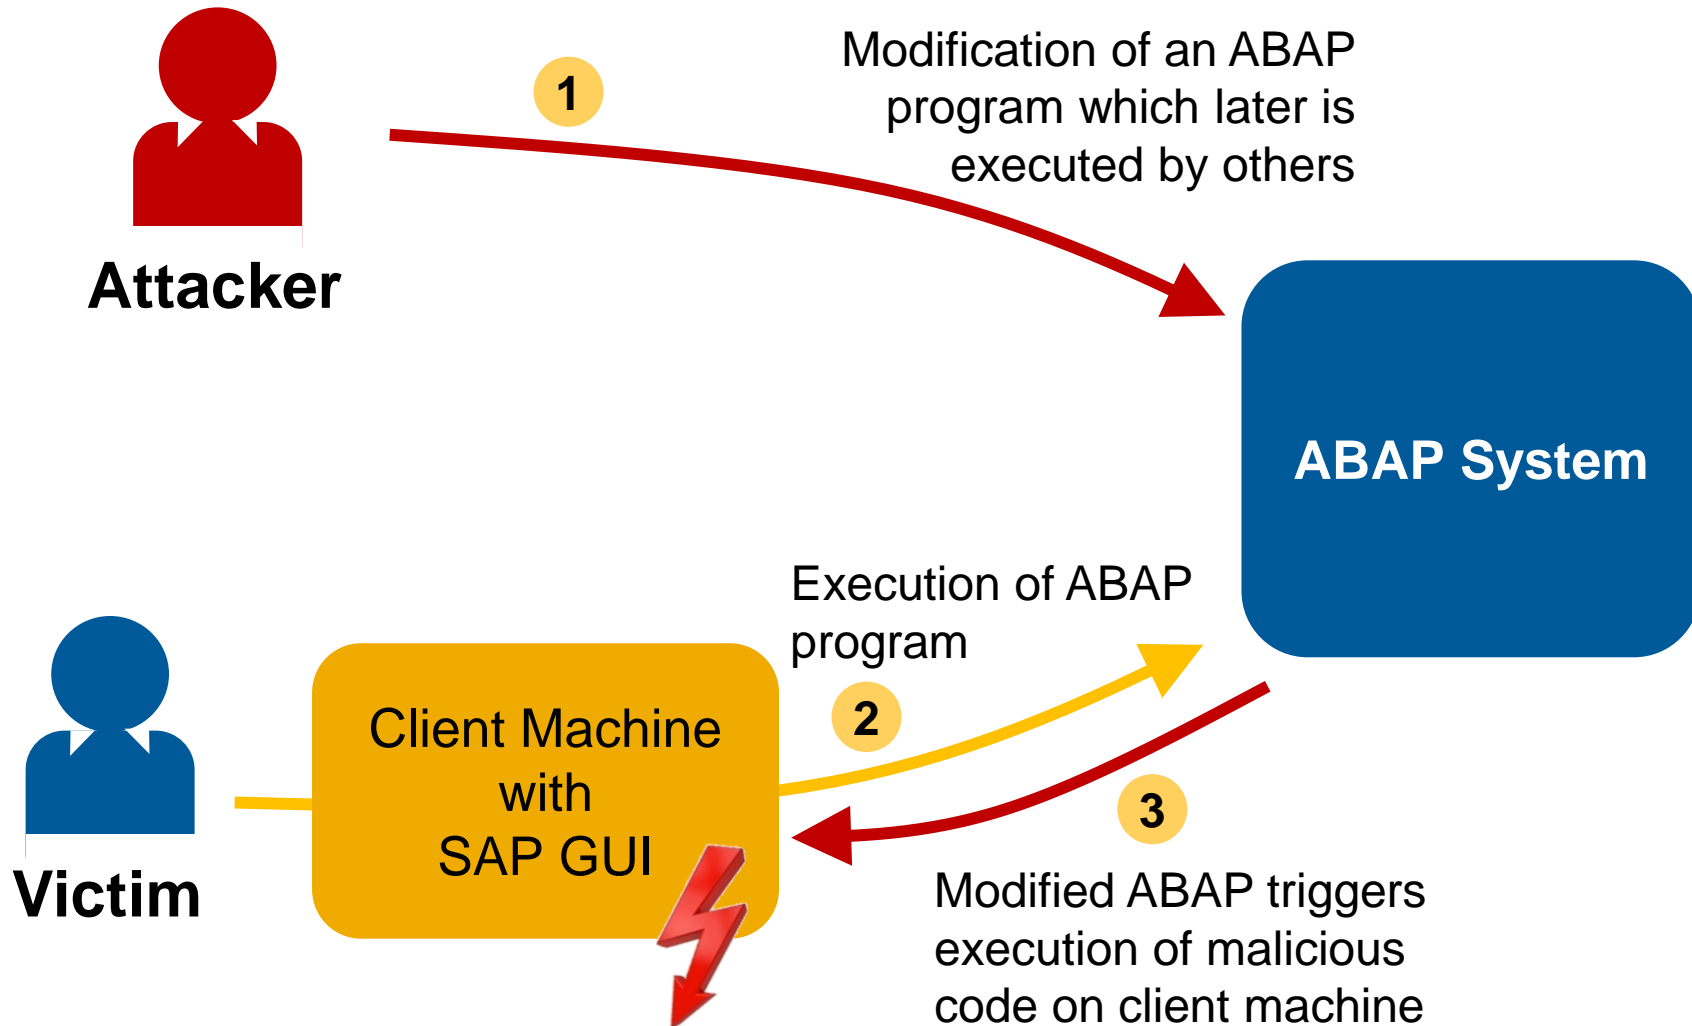 1
Modification of an ABAP
program which later is
executed by others
Attacker
ABAP System
Execution of ABAP
program
2
Client Machine
with
SAP GUI
Victim
3
Modified ABAP triggers
execution of malicious
code on client machine